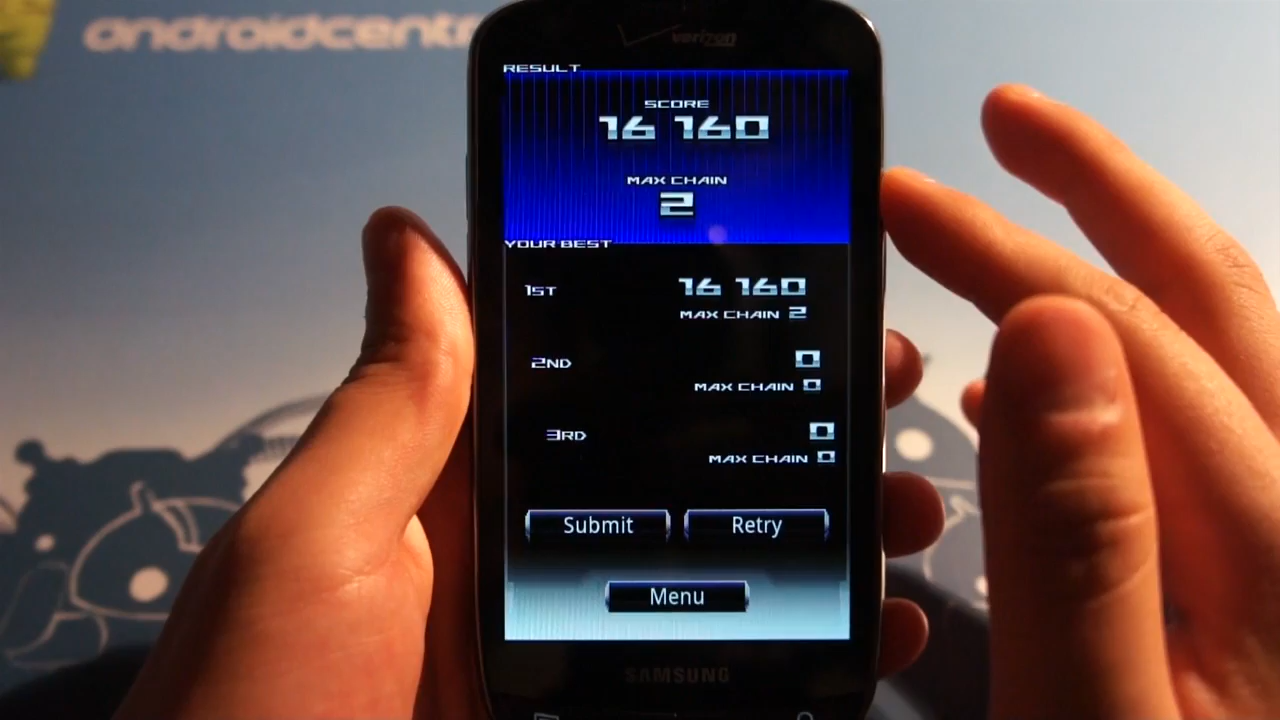 androidcentr
verizon
RESULT
SCORE
16 160
MAX CHAIN
2
YOUR BEST
1ST
16 160
MAX CHAIN 2
2ND
0
MAX CHAIN 0
3RD
0
MAX CHAIN 0
Submit
Retry
Menu
SAMSUNG